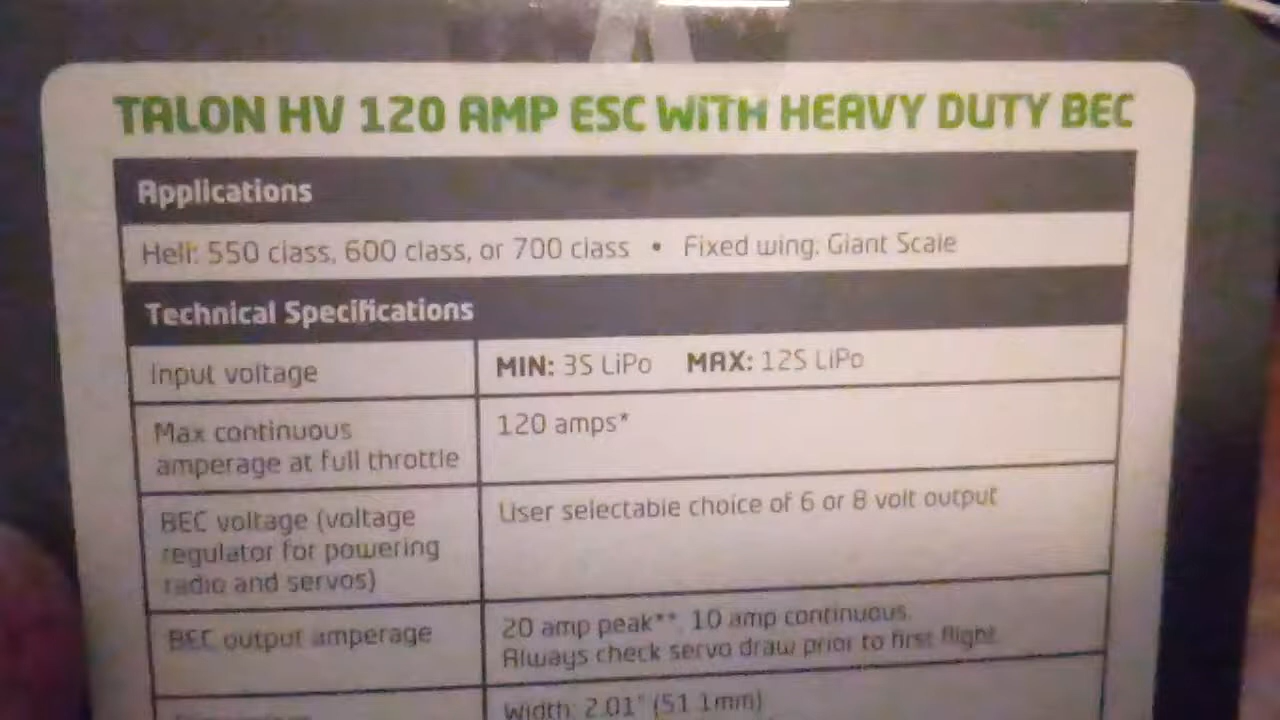 TALON HV 120 AMP ESC WiTH HEAVY DUTY BEC
Applications
Heli: 550 class, 600 class, or 700 class • Fixed wing: Giant Scale
Technical Specifications
Input voltage MIN: 3S LiPo MAX: 12S LiPo
Max continuous
amperage at full throttle
120 amps*
BEC voltage (voltage
regulator for powering
radio and servos)
User selectable choice of 6 or 8 volt output
BEC output amperage
20 amp peak**, 10 amp continuous.
Always check servo draw prior to first flight.
Width: 2.01" (51.1mm)